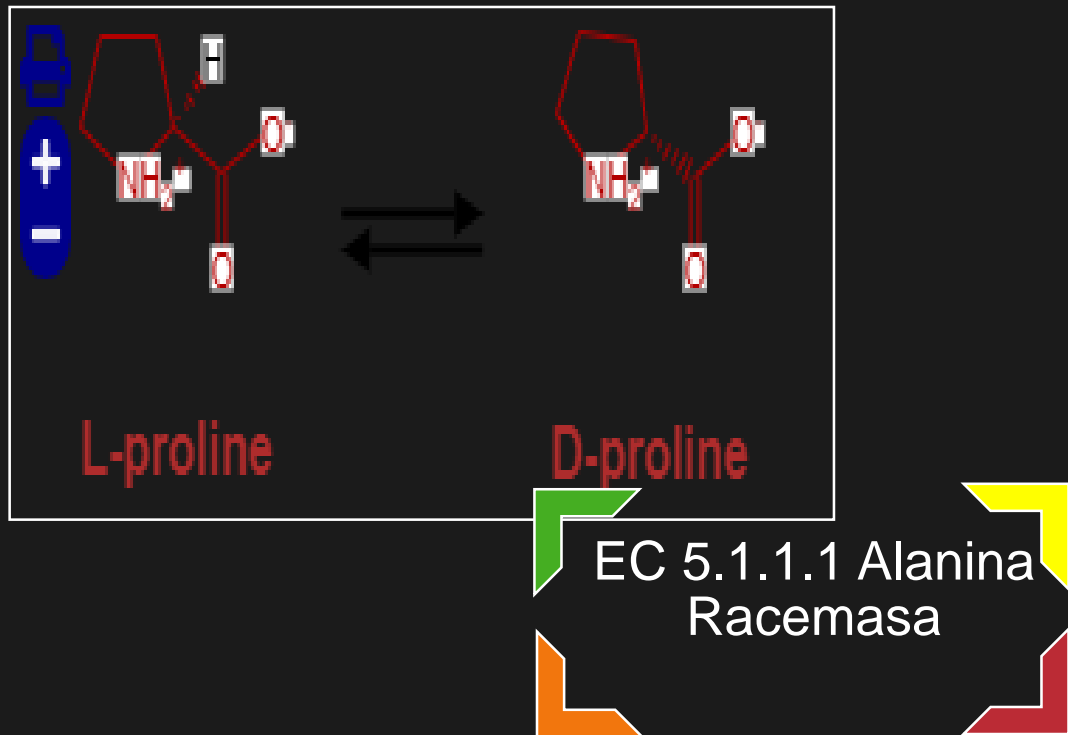 H
O-
NH2+
O
O-
NH2+
O
L-proline
D-proline
EC 5.1.1.1 Alanina
Racemasa